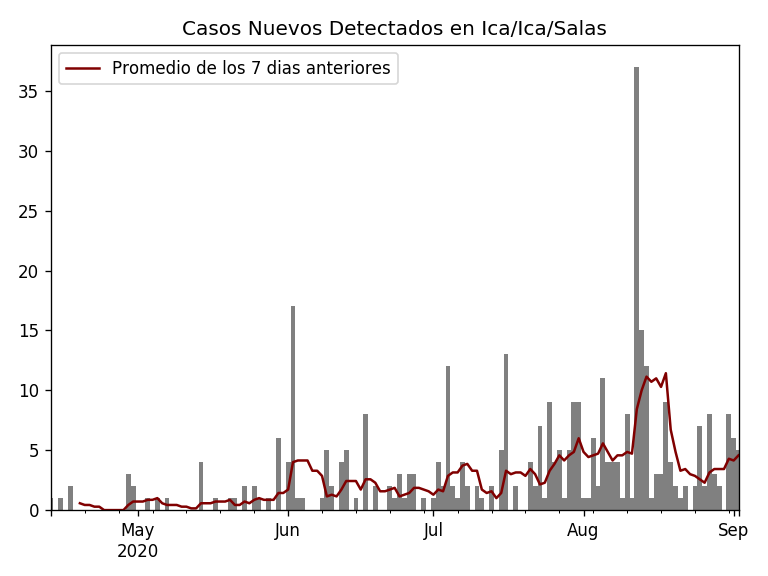 Casos Nuevos Detectados en Ica/Ica/Salas
Promedio de los 7 dias anteriores
35
30
25
20
15
10
5
0
May
2020
Jun
Jul
Aug
Sep